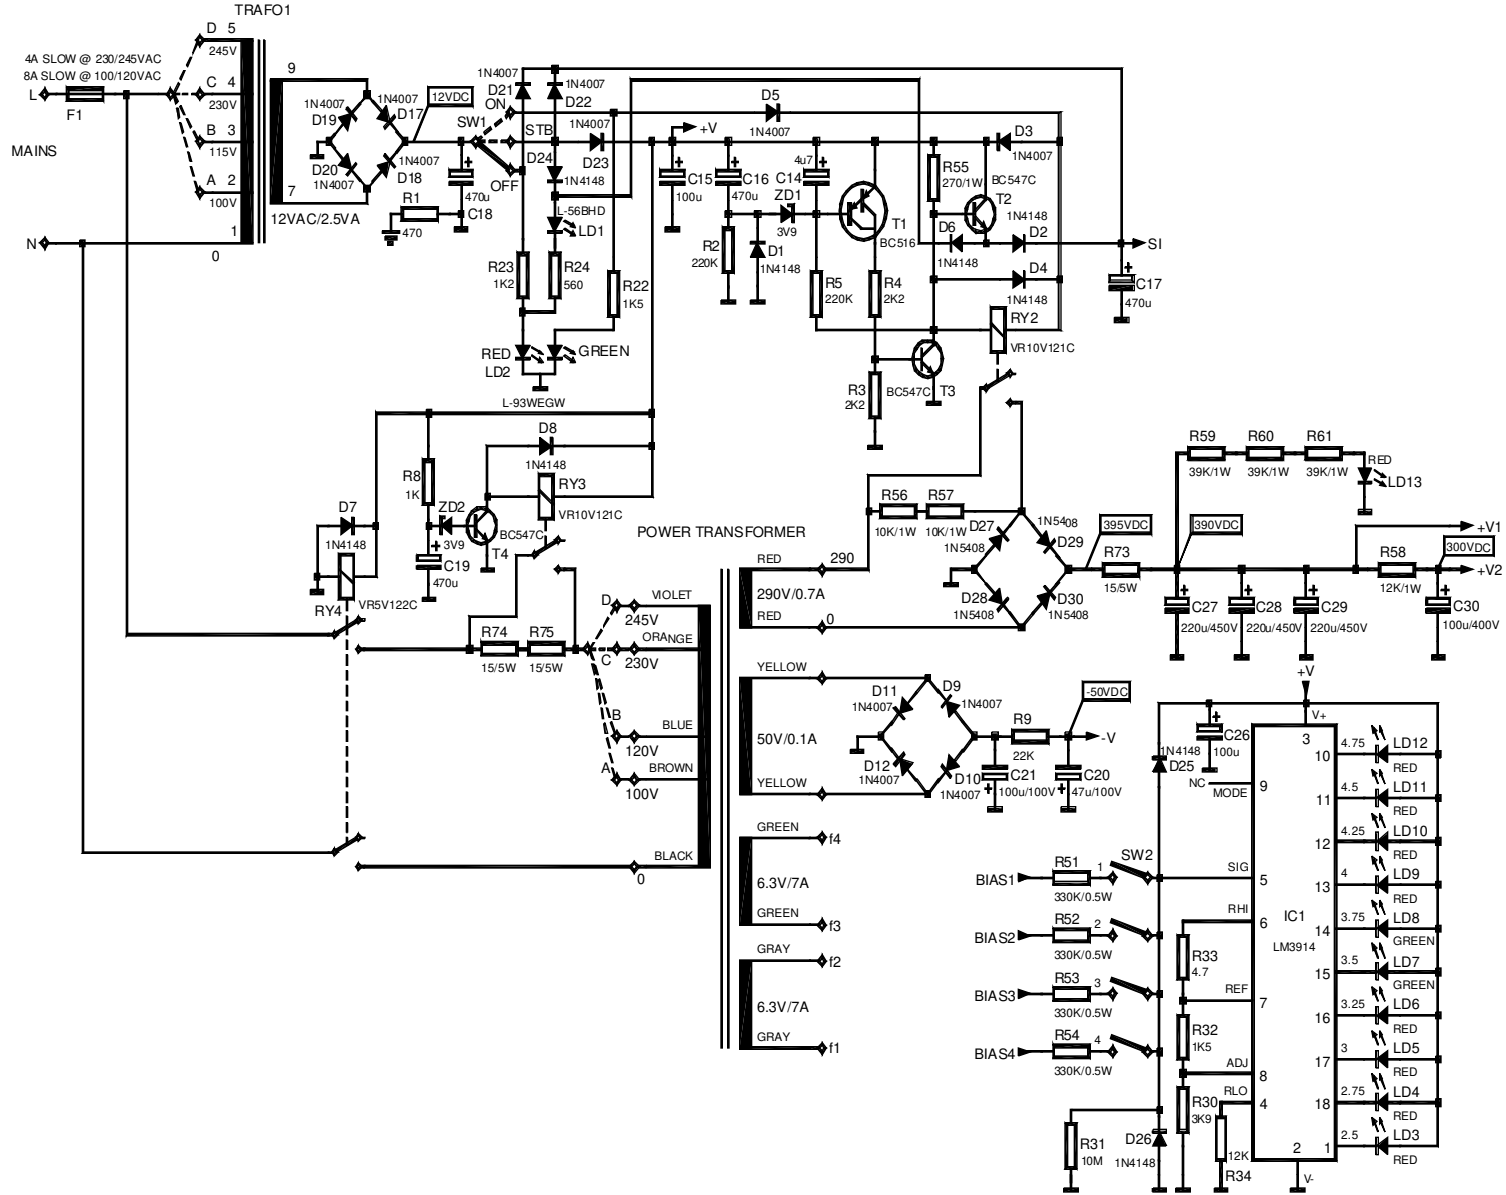 TRAFO1
4A SLOW @ 230/245VAC
8A SLOW @ 100/120VAC
L
F1
MAINS
N
D 5
245V
C 4
230V
B 3
115V
A 2
100V
1
0
9
7
12VAC/2.5VA
1N4007
D19
1N4007
D17
D20
1N4007
1N4007
D18
12VDC
R1
470
470u
C18
SW1
ON
STB
OFF
1N4007
D21
1N4007
D22
1N4007
D23
D24
1N4148
L-56BHD
LD1
R23
1K2
R24
560
R22
1K5
RED
LD2
GREEN
L-93WEGW
D5
1N4007
+V
C15
100u
C16
470u
4u7
C14
ZD1
3V9
R2
220K
D1
1N4148
T1
BC516
R5
220K
R4
2K2
R3
2K2
BC547C
T3
R55
270/1W
D3
1N4007
BC547C
T2
1N4148
D6
1N4148
D2
D4
1N4148
SI
C17
470u
RY2
VR10V121C
D8
1N4148
R8
1K
ZD2
3V9
BC547C
T4
C19
470u
RY3
VR10V121C
D7
1N4148
RY4
VR5V122C
R74
15/5W
R75
15/5W
POWER TRANSFORMER
D
245V
VIOLET
C
230V
ORANGE
B
120V
BLUE
A
100V
BROWN
BLACK
0
RED
290
290V/0.7A
RED
0
YELLOW
50V/0.1A
YELLOW
GREEN
f4
6.3V/7A
GREEN
f3
GRAY
f2
6.3V/7A
GRAY
f1
R56
10K/1W
R57
10K/1W
D27
1N5408
1N5408
D29
D28
1N5408
D30
1N5408
395VDC
R73
15/5W
390VDC
R59
39K/1W
R60
39K/1W
R61
39K/1W
RED
LD13
+V1
R58
12K/1W
300VDC
+V2
C27
220u/450V
C28
220u/450V
C29
220u/450V
C30
100u/400V
D11
1N4007
D9
1N4007
D12
1N4007
D10
1N4007
R9
22K
-50VDC
-V
C21
100u/100V
C20
47u/100V
+V
C26
100u
1N4148
D25
NC
MODE
V+
3
9
SIG
5
RHI
6
REF
7
ADJ
8
RLO
4
IC1
LM3914
2
V-
BIAS1
R51
330K/0.5W
1
SW2
BIAS2
R52
330K/0.5W
2
BIAS3
R53
330K/0.5W
3
BIAS4
R54
330K/0.5W
4
R33
4.7
R32
1K5
R30
3K9
12K
R34
R31
10M
D26
1N4148
10
4.75
LD12
RED
11
4.5
LD11
RED
12
4.25
LD10
RED
13
4
LD9
RED
14
3.75
LD8
GREEN
15
3.5
LD7
GREEN
16
3.25
LD6
RED
17
3
LD5
RED
18
2.75
LD4
RED
1
2.5
LD3
RED